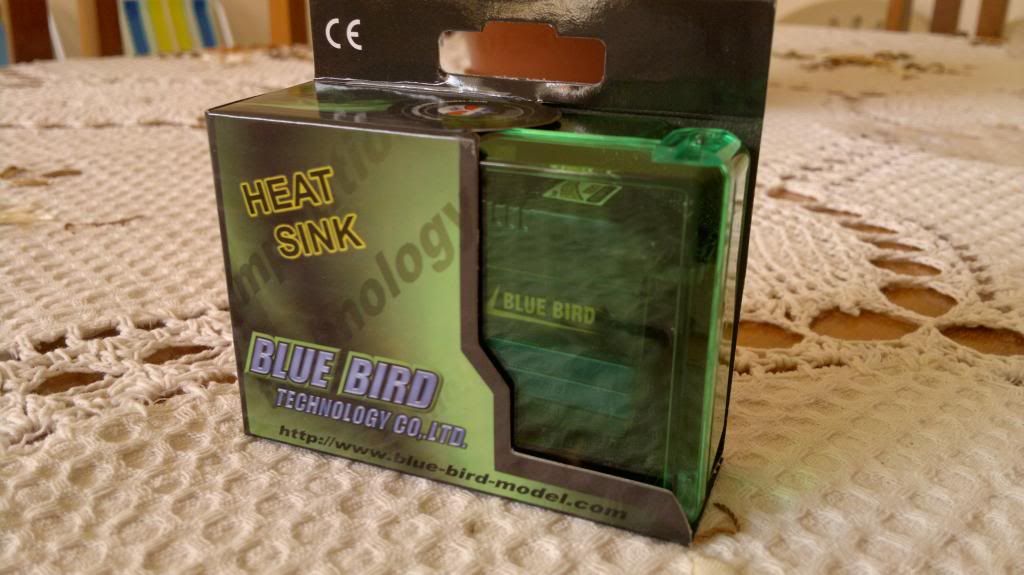 CE
HEAT
SINK
BLUE BIRD
BLUE BIRD
TECHNOLOGY CO,.LTD.
http://www.blue-bird-model.com